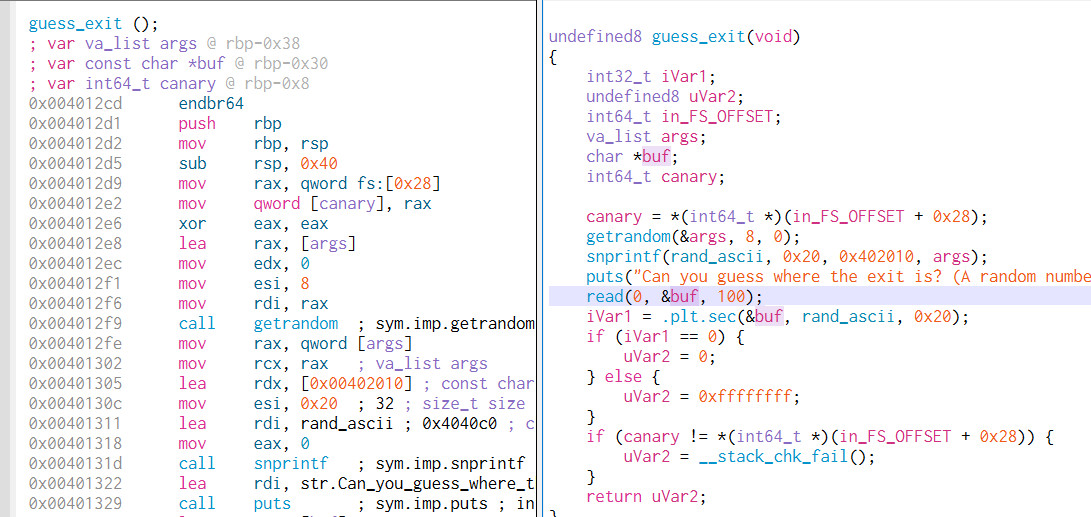 guess_exit ();
; var va_list args @ rbp-0x38
; var const char *buf @ rbp-0x30
; var int64_t canary @ rbp-0x8
0x004012cd endbr64
0x004012d1 push rbp
0x004012d2 mov rbp, rsp
0x004012d5 sub rsp, 0x40
0x004012d9 mov rax, qword fs:[0x28]
0x004012e2 mov qword [canary], rax
0x004012e6 xor eax, eax
0x004012e8 lea rax, [args]
0x004012ec mov edx, 0
0x004012f1 mov esi, 8
0x004012f6 mov rdi, rax
0x004012f9 call getrandom ; sym.imp.getrandom
0x004012fe mov rax, qword [args]
0x00401302 mov rcx, rax ; va_list args
0x00401305 lea rdx, [0x00402010] ; const char
0x0040130c mov esi, 0x20 ; 32 ; size_t size
0x00401311 lea rdi, rand_ascii ; 0x4040c0 ; c
0x00401318 mov eax, 0
0x0040131d call snprintf ; sym.imp.snprintf
0x00401322 lea rdi, str.Can_you_guess_where_t
0x00401329 call puts ; sym.imp.puts ; in
undefined8 guess_exit(void)
{
int32_t iVar1;
undefined8 uVar2;
int64_t in_FS_OFFSET;
va_list args;
char *buf;
int64_t canary;
canary = *(int64_t *)(in_FS_OFFSET + 0x28);
getrandom(&args, 8, 0);
snprintf(rand_ascii, 0x20, 0x402010, args);
puts("Can you guess where the exit is? (A random numbe
read(0, &buf, 100);
iVar1 = .plt.sec(&buf, rand_ascii, 0x20);
if (iVar1 == 0) {
uVar2 = 0;
} else {
uVar2 = 0xffffffff;
}
if (canary != *(int64_t *)(in_FS_OFFSET + 0x28)) {
uVar2 = __stack_chk_fail();
}
return uVar2;
}